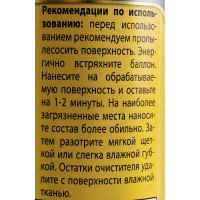 Рекомендации по исполь-
зованию: перед использо-
ванием рекомендуем пропы-
лесосить поверхность. Энер-
гично встряхните баллон.
Нанесите на обрабатывае-
мую поверхность и оставьте
на 1-2 минуты. На наиболее
загрязненные места наноси-
те состав более обильно. За-
тем разотрите мягкой щет-
кой или слегка влажной губ-
кой. Остатки очистителя уда-
лите с поверхности влажной
тканью.